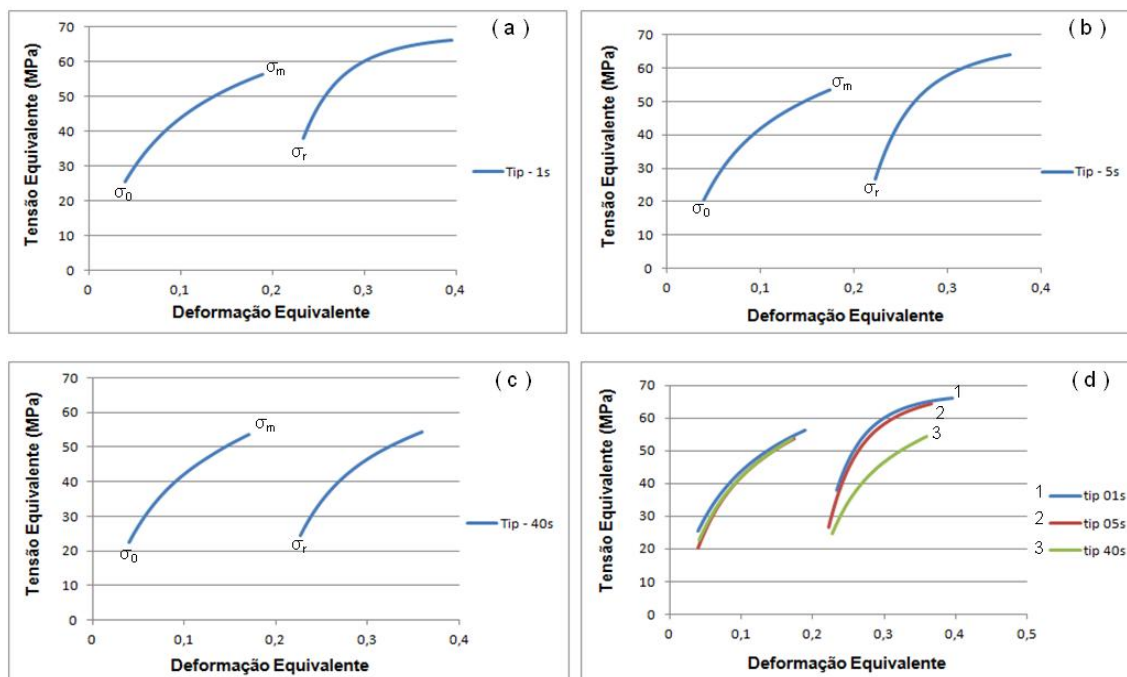 ( a )
Tensão Equivalente (MPa)
70
60
50
40
30
20
10
0
σm
σr
σ0
Tip - 1s
0 0,1 0,2 0,3 0,4
Deformação Equivalente
( b )
Tensão Equivalente (MPa)
70
60
50
40
30
20
10
0
σm
σr
σ0
Tip - 5s
0 0,1 0,2 0,3 0,4
Deformação Equivalente
( c )
Tensão Equivalente (MPa)
70
60
50
40
30
20
10
0
σm
σr
σ0
Tip - 40s
0 0,1 0,2 0,3 0,4
Deformação Equivalente
( d )
Tensão Equivalente (MPa)
70
60
50
40
30
20
10
0
1
2
3
1 tip 01s
2 tip 05s
3 tip 40s
0 0,1 0,2 0,3 0,4 0,5
Deformação Equivalente